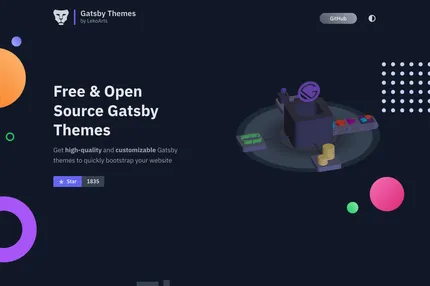 Gatsby Themes
by LekoArts
GitHub
Free & Open
Source Gatsby
Themes
Get high-quality and customizable Gatsby
themes to quickly bootstrap your website
Star 1835